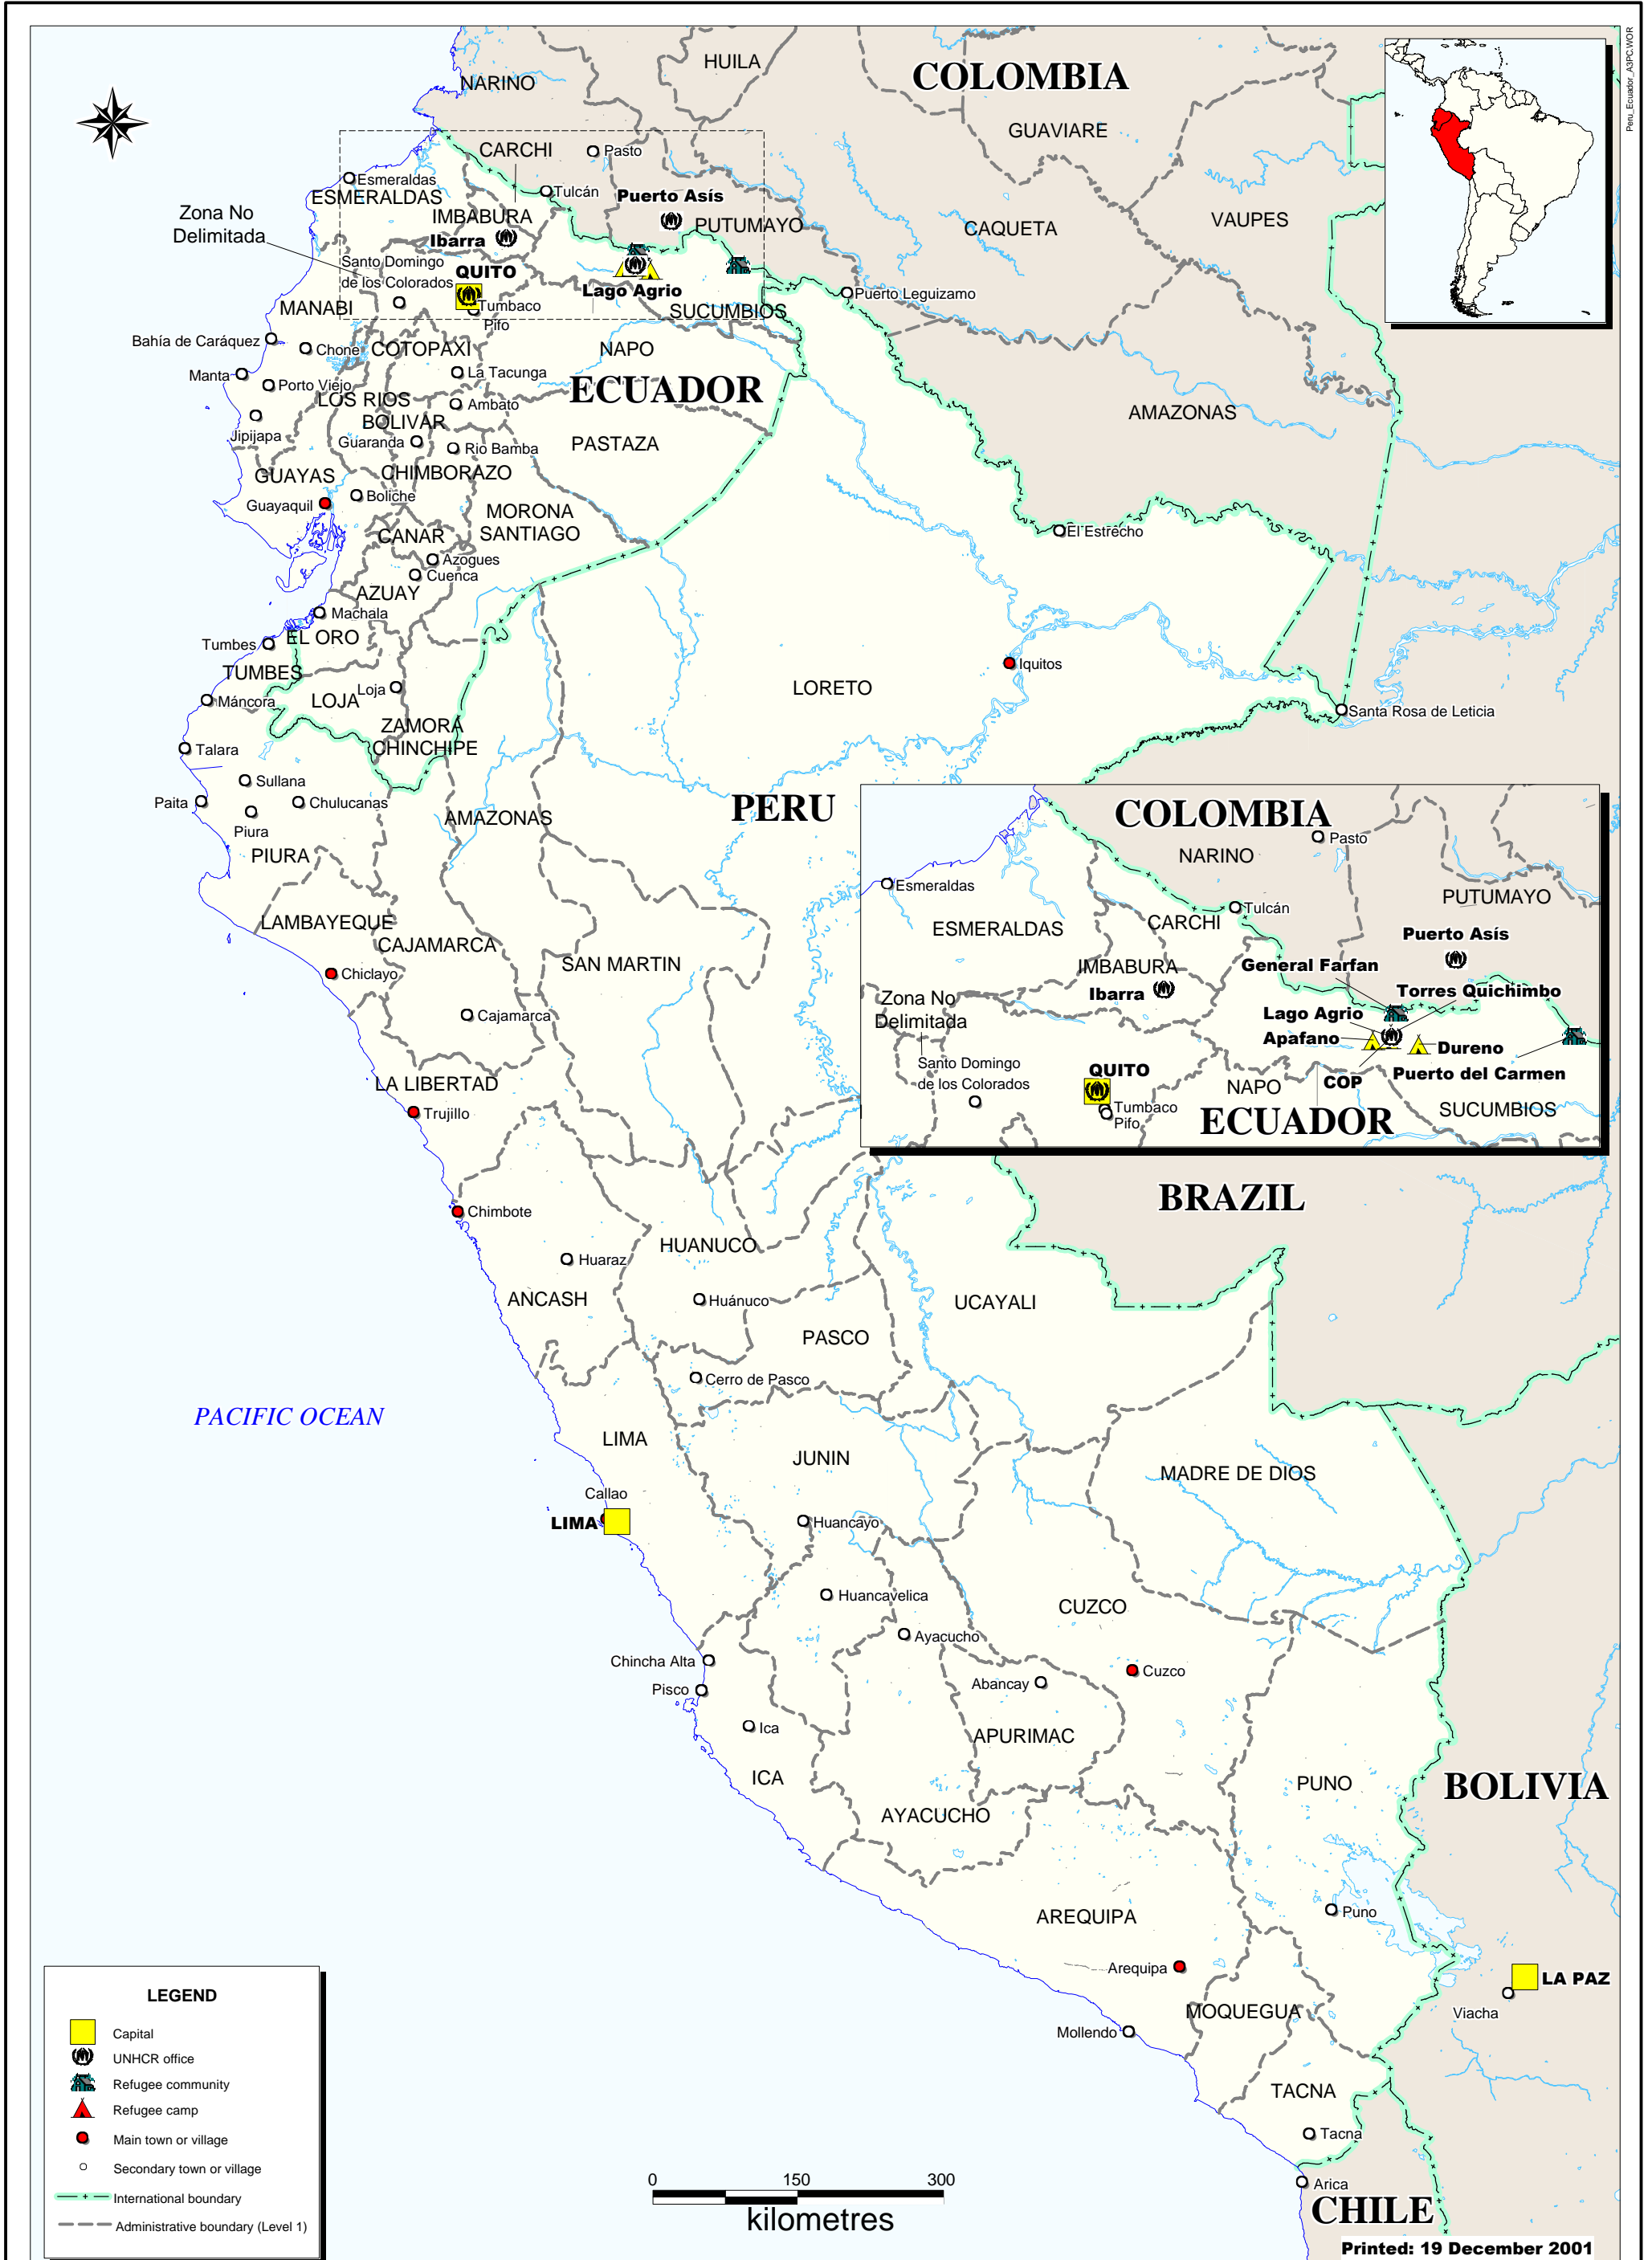 Peru_Ecuador_A3PC.WOR
HUILA
COLOMBIA
NARINO
GUAVIARE
CARCHI
Pasto
Esmeraldas
ESMERALDAS
Tulcán
Puerto Asís
Zona No
Delimitada
IMBABURA
PUTUMAYO
VAUPES
CAQUETA
Ibarra
Santo Domingo
de los Colorados
QUITO
Lago Agrio
Puerto Leguizamo
MANABI
Tumbaco
Pifo
SUCUMBIOS
Bahía de Caráquez
Chone
COTOPAXI
NAPO
Manta
La Tacunga
Porto Viejo
ECUADOR
LOS RIOS
Ambato
AMAZONAS
BOLIVAR
Jipijapa
Guaranda
Rio Bamba
PASTAZA
GUAYAS
CHIMBORAZO
Boliche
Guayaquil
MORONA
SANTIAGO
CANAR
El Estrecho
Azogues
Cuenca
AZUAY
Machala
EL ORO
Tumbes
TUMBES
Iquitos
LORETO
Loja
LOJA
Máncora
Santa Rosa de Leticia
ZAMORA
CHINCHIPE
Talara
Sullana
Paita
Chulucanas
PERU
AMAZONAS
Piura
PIURA
LAMBAYEQUE
CAJAMARCA
SAN MARTIN
Chiclayo
Cajamarca
LA LIBERTAD
Trujillo
COLOMBIA
Pasto
NARINO
Esmeraldas
PUTUMAYO
Tulcán
CARCHI
ESMERALDAS
Puerto Asís
General Farfan
IMBABURA
Torres Quichimbo
Ibarra
Zona No
Delimitada
Lago Agrio
Apafano
Dureno
Santo Domingo
de los Colorados
QUITO
Puerto del Carmen
COP
NAPO
Tumbaco
Pifo
SUCUMBIOS
ECUADOR
BRAZIL
Chimbote
HUANUCO
Huaraz
ANCASH
Huánuco
UCAYALI
PASCO
Cerro de Pasco
PACIFIC OCEAN
LIMA
JUNIN
MADRE DE DIOS
Callao
LIMA
Huancayo
Huancavelica
CUZCO
Ayacucho
Chincha Alta
Cuzco
Abancay
Pisco
Ica
APURIMAC
ICA
PUNO
BOLIVIA
AYACUCHO
Puno
AREQUIPA
Arequipa
LA PAZ
Viacha
MOQUEGUA
Mollendo
TACNA
Tacna
Arica
CHILE
LEGEND
Capital
UNHCR office
Refugee community
Refugee camp
Main town or village
Secondary town or village
International boundary
Administrative boundary (Level 1)
0 150 300
kilometres
Printed: 19 December 2001